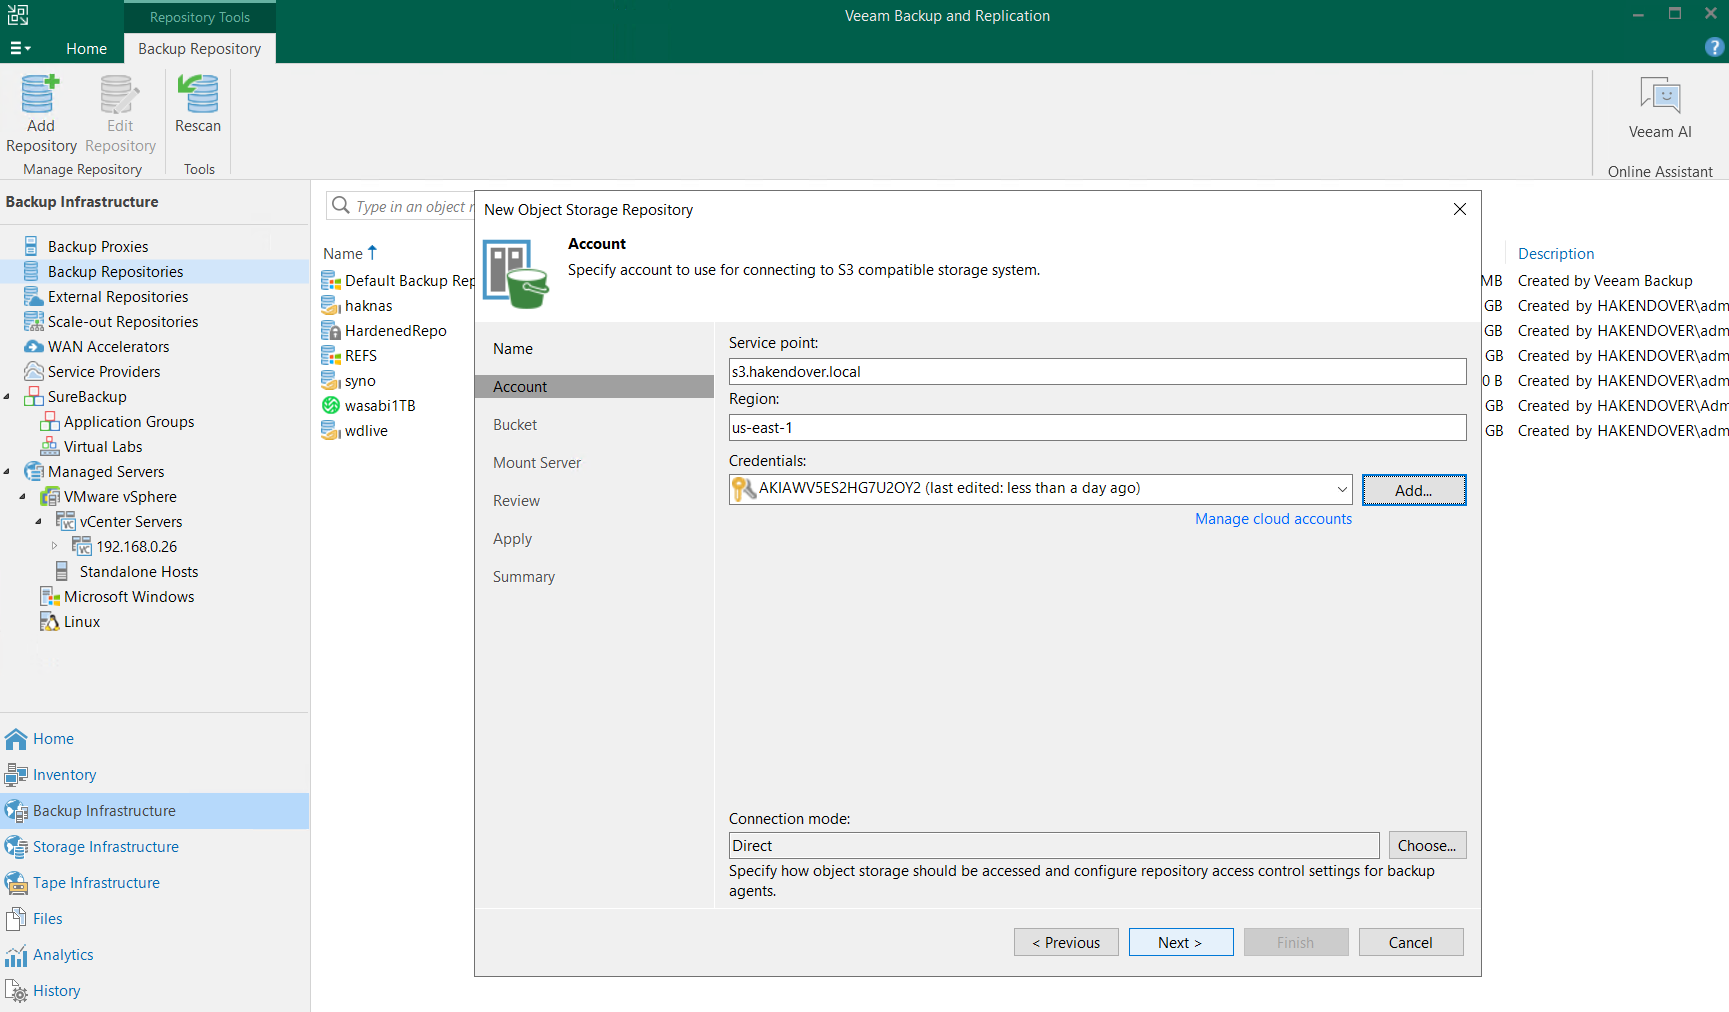 Repository Tools
Veeam Backup and Replication
Home
Backup Repository
?
Add
Repository
Edit
Repository
Rescan
Manage Repository
Tools
Veeam AI
Online Assistant
Backup Infrastructure
Backup Proxies
Backup Repositories
External Repositories
Scale-out Repositories
WAN Accelerators
Service Providers
SureBackup
Application Groups
Virtual Labs
Managed Servers
VMware vSphere
vCenter Servers
192.168.0.26
Standalone Hosts
Microsoft Windows
Linux
Home
Inventory
Backup Infrastructure
Storage Infrastructure
Tape Infrastructure
Files
Analytics
History
Type in an object
Name
Default Backup Rep
haknas
HardenedRepo
REFS
syno
wasabi1TB
wdlive
New Object Storage Repository
Account
Specify account to use for connecting to S3 compatible storage system.
Name
Account
Bucket
Mount Server
Review
Apply
Summary
Service point:
s3.hakendover.local
Region:
us-east-1
Credentials:
AKIAWV5ES2HG7U2OY2 (last edited: less than a day ago)
Add...
Manage cloud accounts
Connection mode:
Direct
Choose...
Specify how object storage should be accessed and configure repository access control settings for backup
agents.
< Previous
Next >
Finish
Cancel
Description
MB Created by Veeam Backup
GB Created by HAKENDOVER\adm
GB Created by HAKENDOVER\adm
GB Created by HAKENDOVER\adm
0 B Created by HAKENDOVER\adm
GB Created by HAKENDOVER\Adm
GB Created by HAKENDOVER\adm